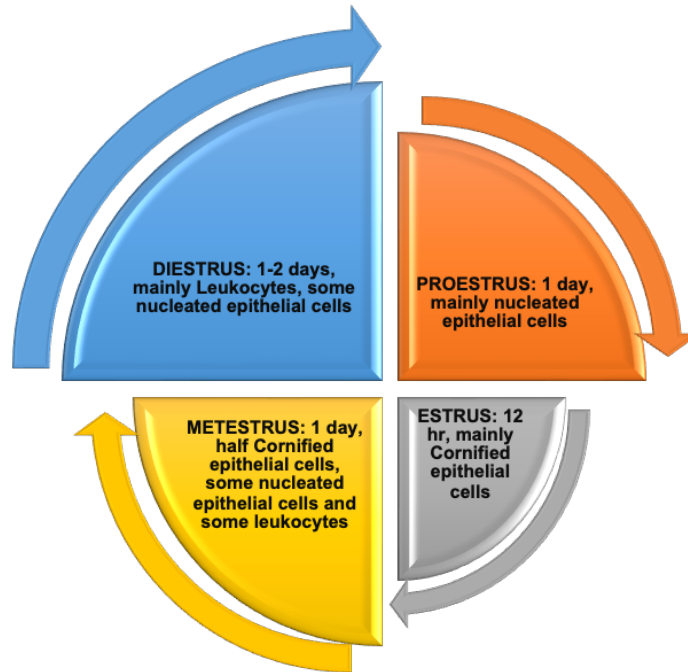 DIESTRUS: 1-2 days,
mainly Leukocytes, some
nucleated epithelial cells
PROESTRUS: 1 day,
mainly nucleated
epithelial cells
METESTRUS: 1 day,
half Cornified
epithelial cells,
some nucleated
epithelial cells and
some leukocytes
ESTRUS: 12
hr, mainly
Cornified
epithelial
cells